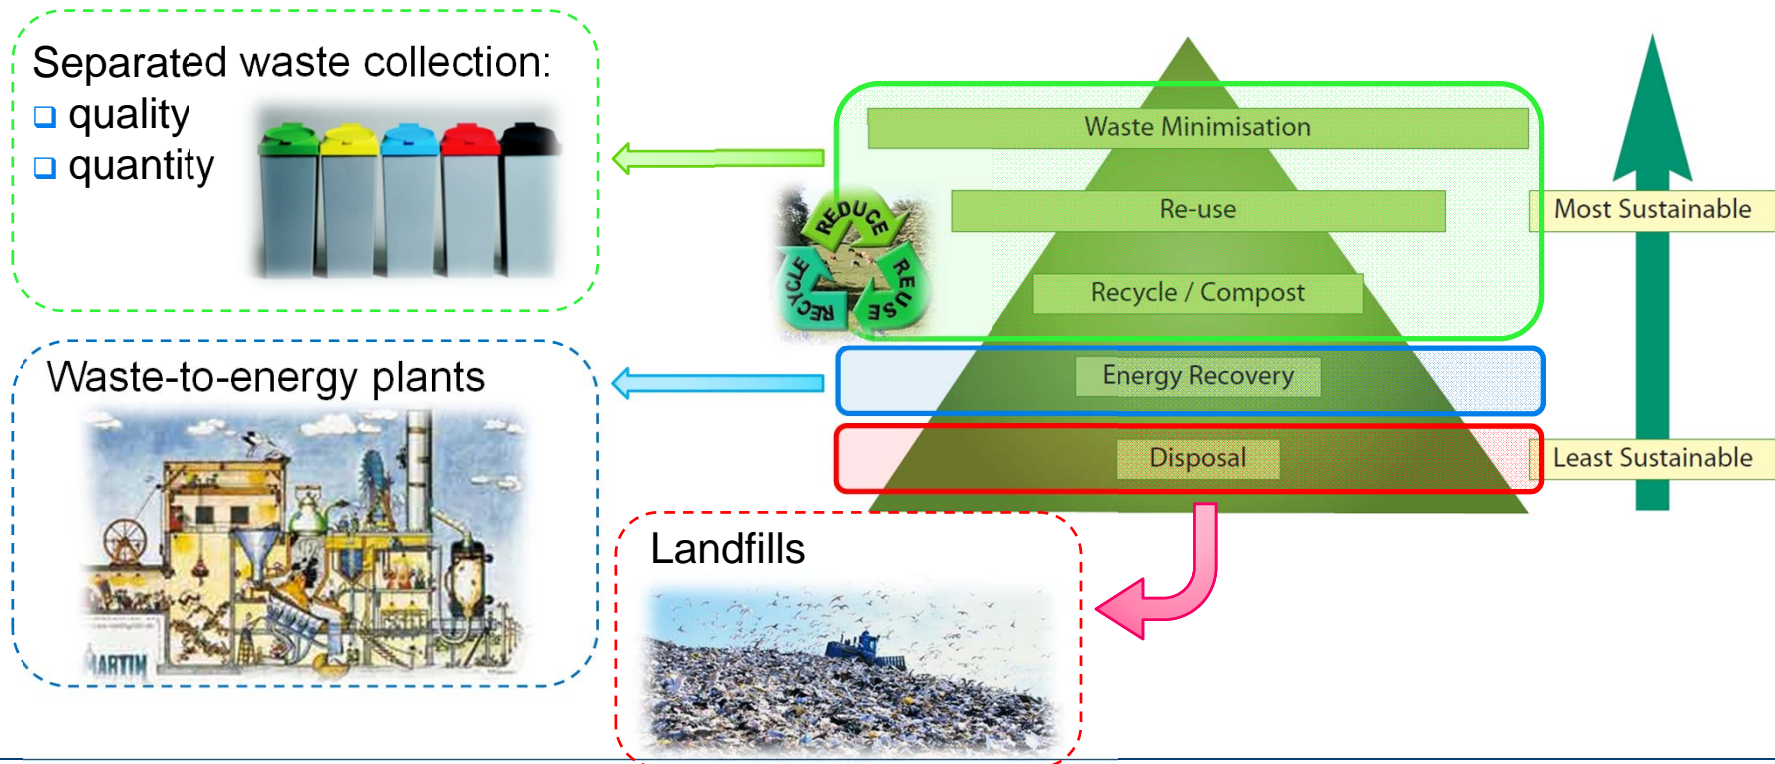 Separated waste collection:
quality
quantity
Waste Minimisation
Re-use
Most Sustainable
REDUCE
REUSE
RECYCLE
Recycle / Compost
Waste-to-energy plants
Energy Recovery
Disposal
Least Sustainable
Landfills
MARTIM